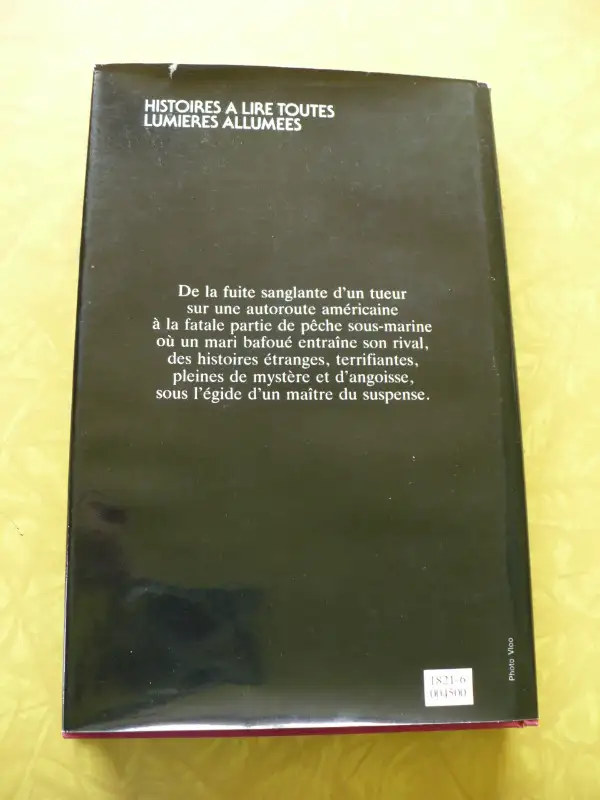 HISTOIRES A LIRE TOUTES
LUMIERES ALLUMEES
De la fuite sanglante d'un tueur
sur une autoroute américaine
à la fatale partie de pêche sous-marine
où un mari bafoué entraîne son rival,
des histoires étranges, terrifiantes,
pleines de mystère et d'angoisse,
sous l'égide d'un maître du suspense.
Photo Vloo
1821-6
004500